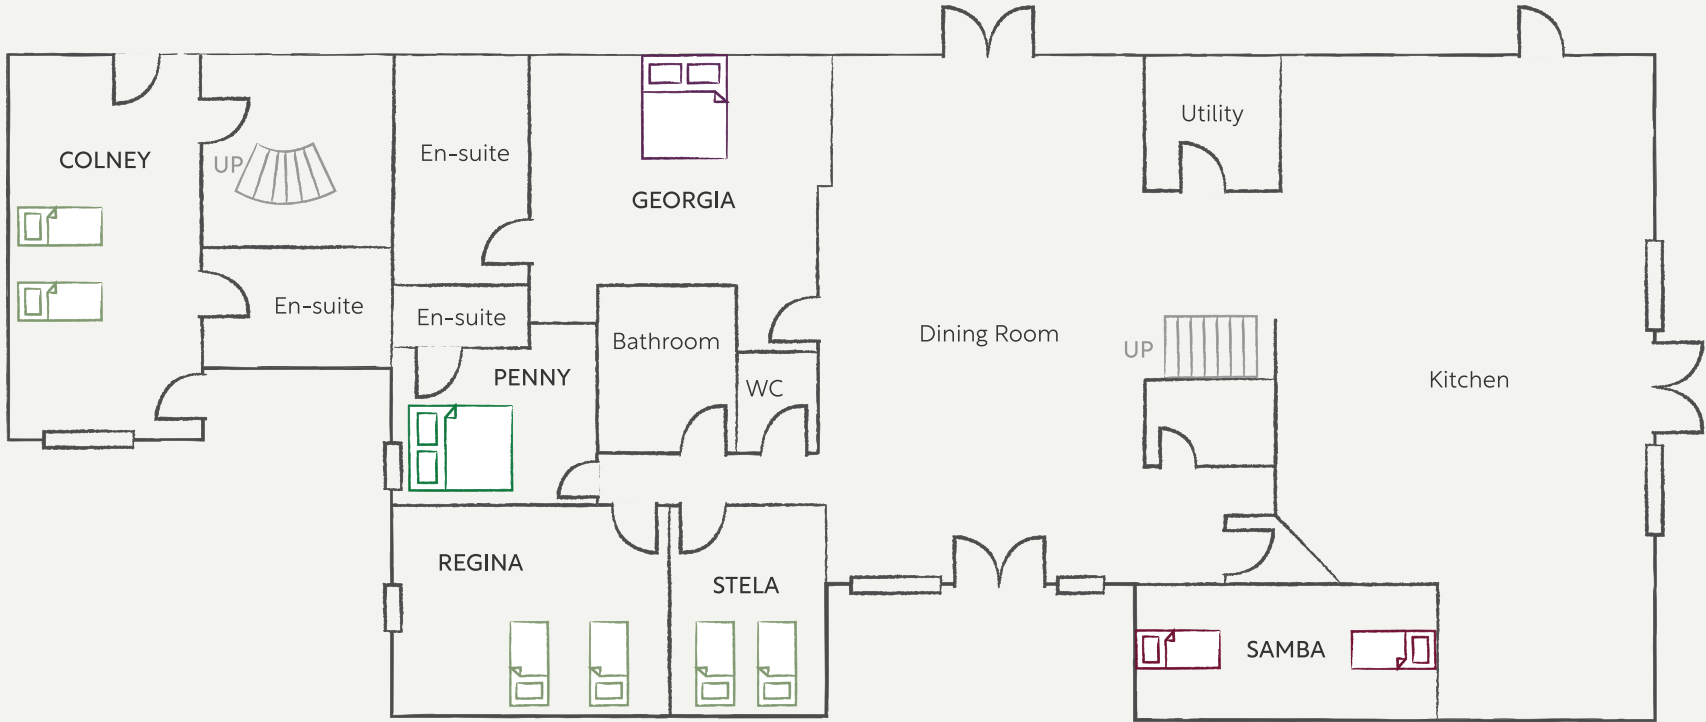 Utility
COLNEY
UP
En-suite
GEORGIA
En-suite
En-suite
Bathroom
Dining Room
UP
PENNY
WC
Kitchen
REGINA
STELA
SAMBA